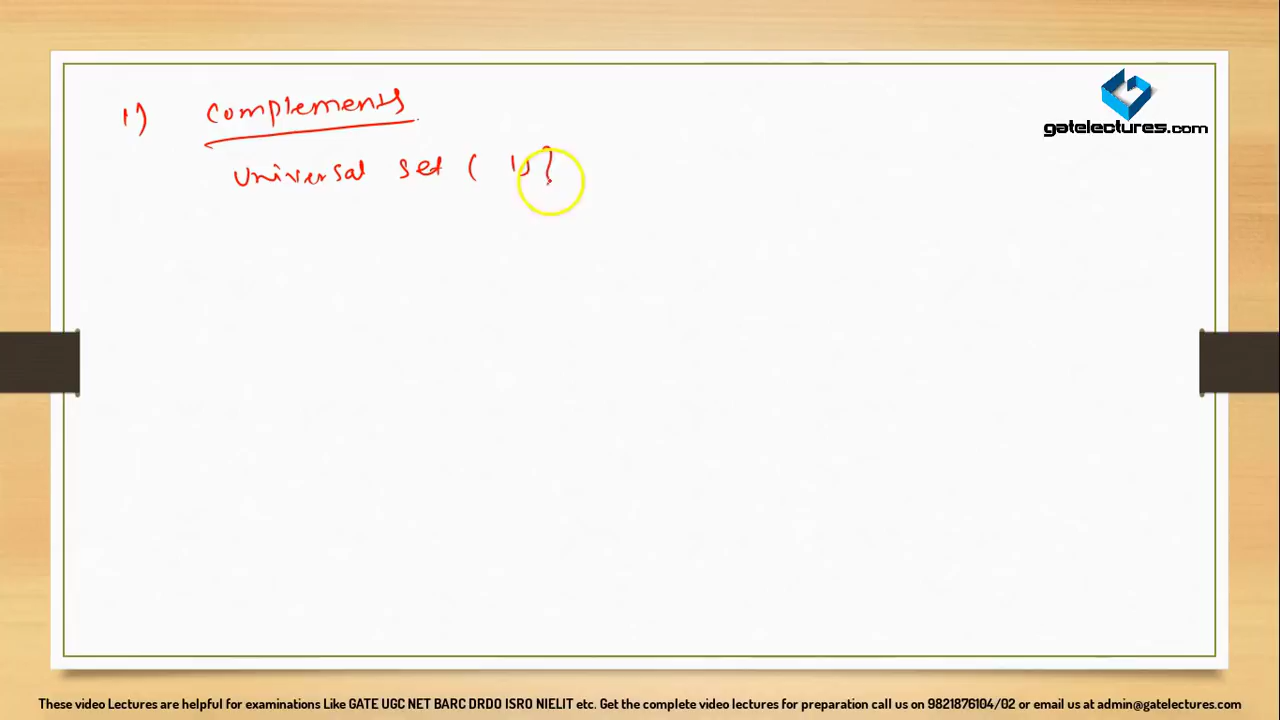 1) Complements
gatelectures.com
Universal set ( U )
These video Lectures are helpful for examinations Like GATE UGC NET BARC DRDO ISRO NIELIT etc. Get the complete video lectures for preparation call us on 9821876104/02 or email us at admin@gatelectures.com